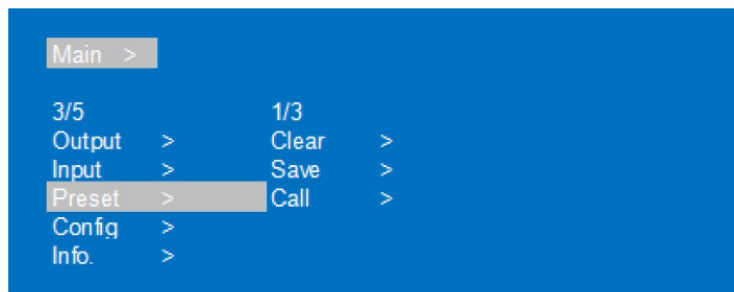 Main >
3/5 1/3
Output > Clear >
Input > Save >
Preset > Call >
Config >
Info. >